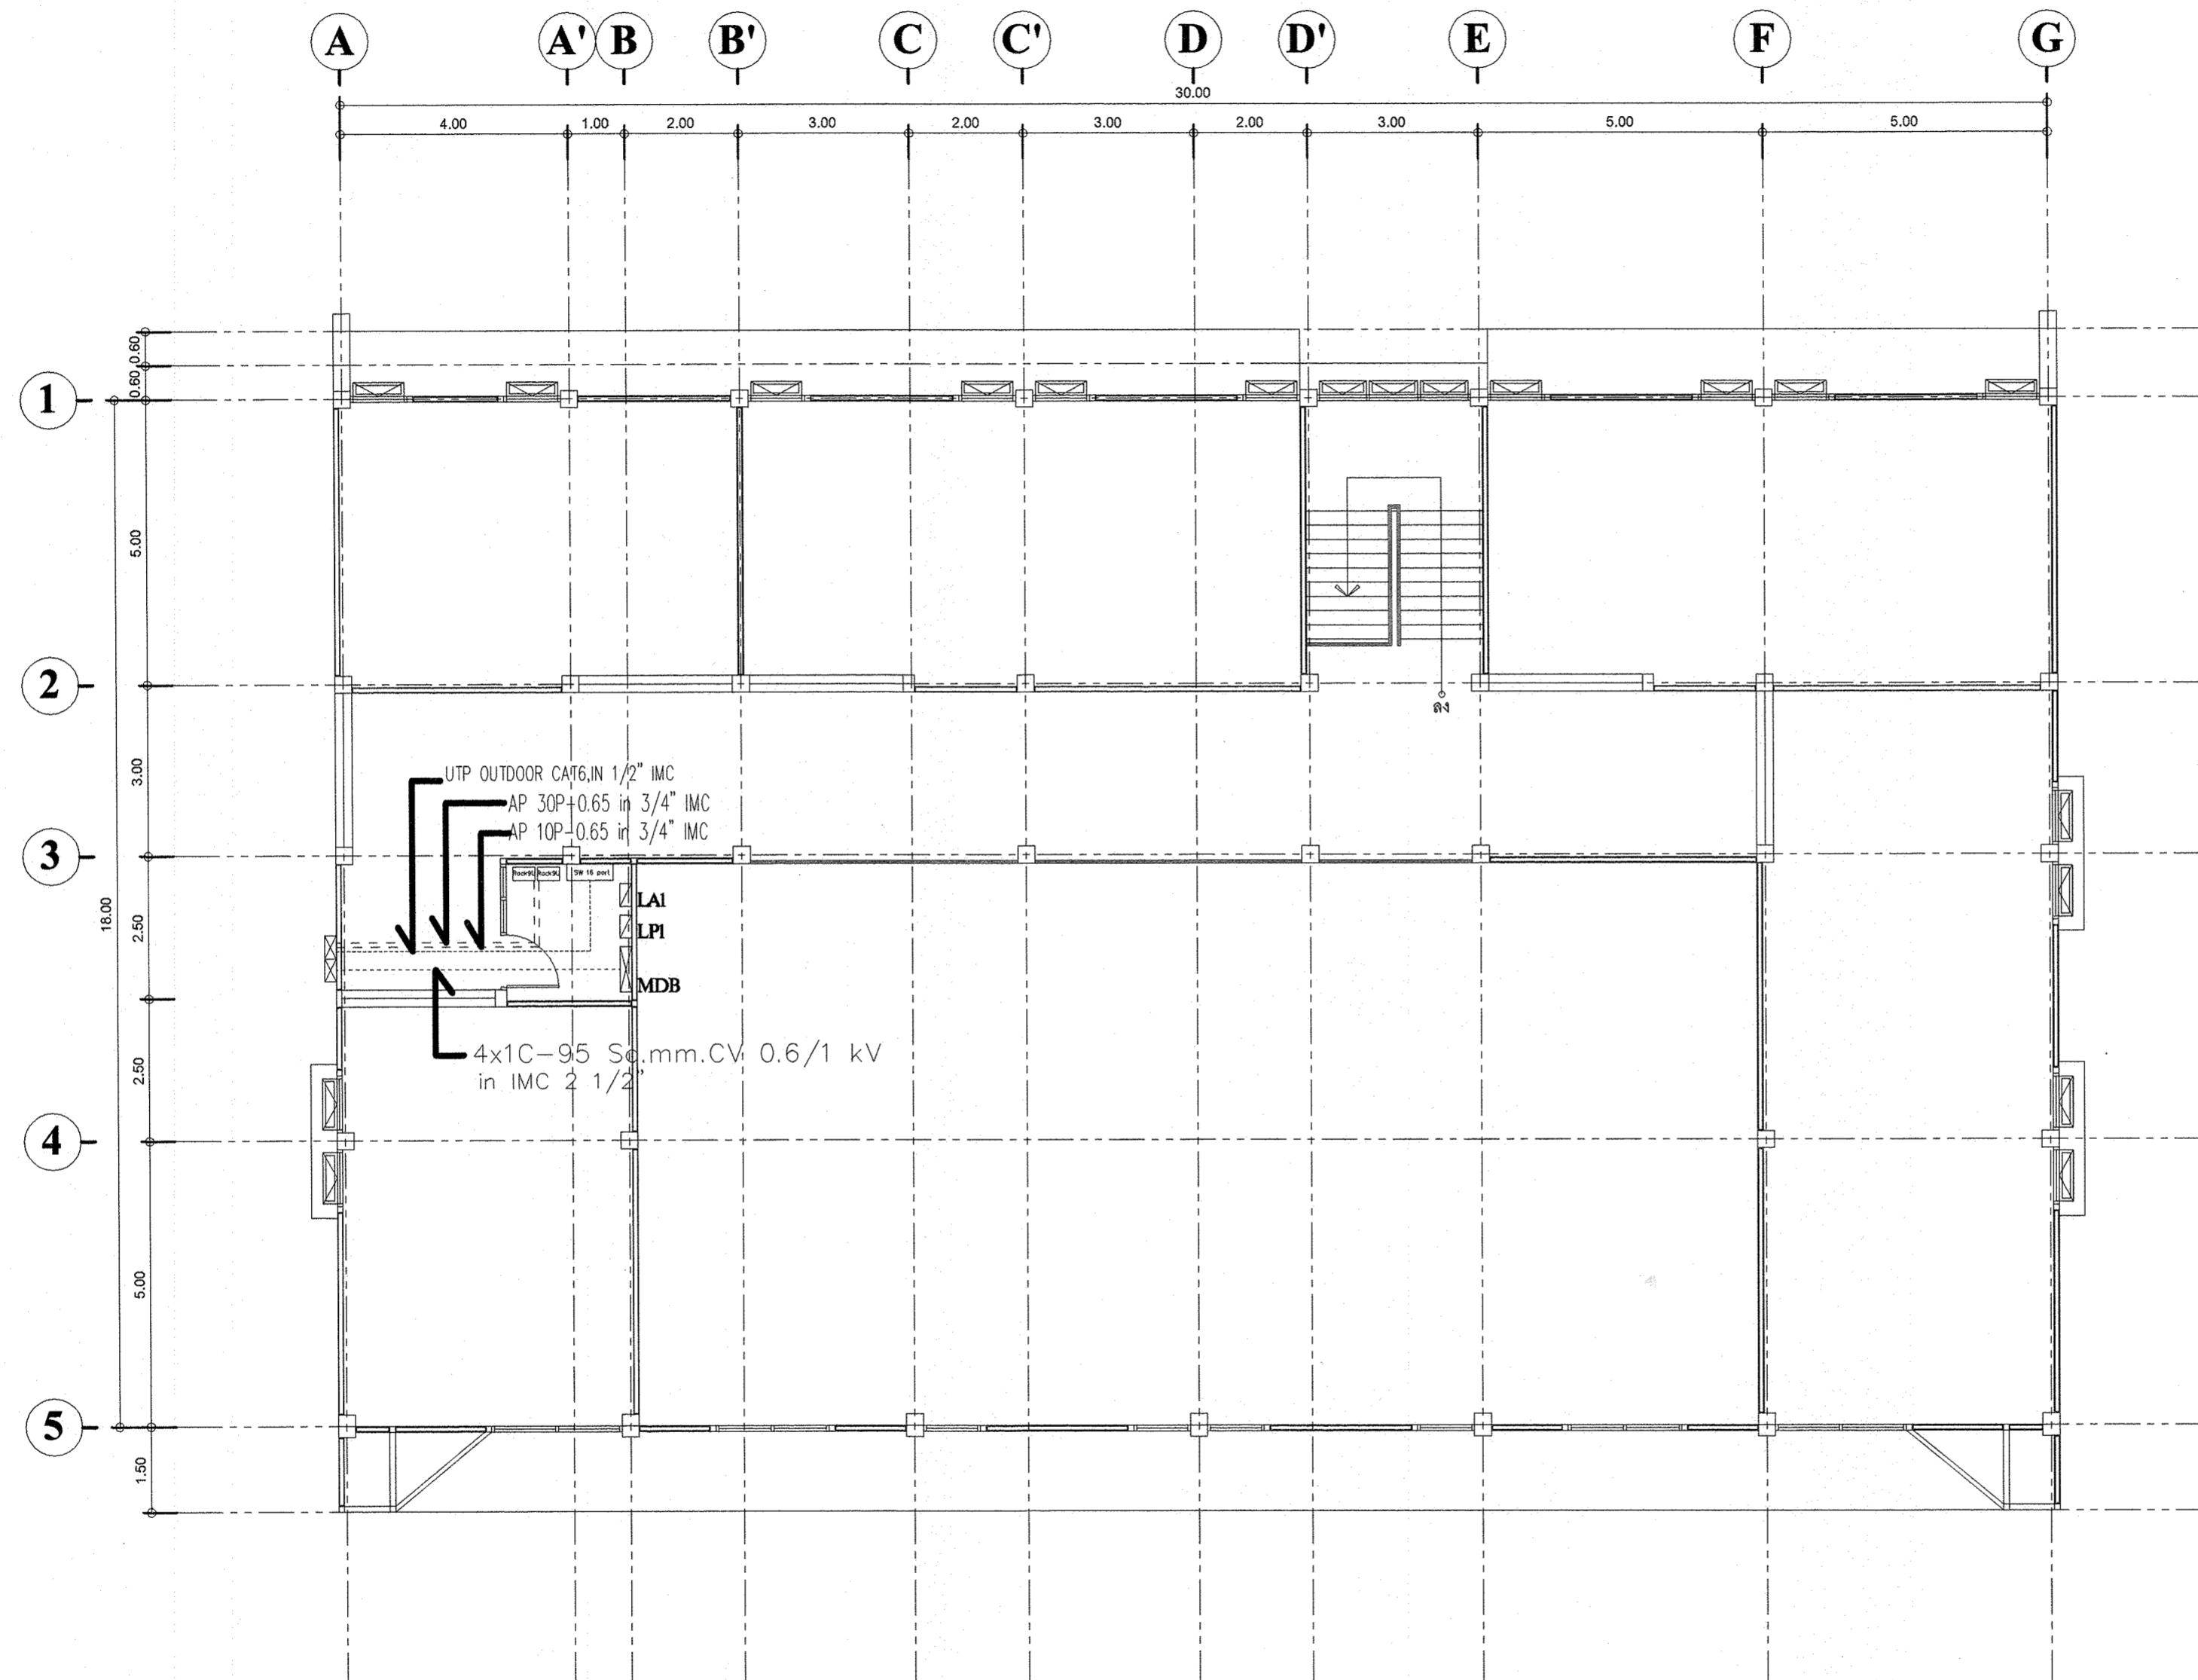 A A' B B' C C' D D' E F G
30.00
4.00 1.00 2.00 3.00 2.00 3.00 2.00 3.00 5.00 5.00
0.60
0.60
1
5.00
2
ลง
3.00
UTP OUTDOOR CAT6,IN 1/2" IMC
AP 30P-0.65 in 3/4" IMC
AP 10P-0.65 in 3/4" IMC
3
Rack9U Rack9U SW 16 port
LA1
18.00
2.50
LP1
MDB
4x1C-95 Sq.mm.CV 0.6/1 kV
in IMC 2 1/2"
2.50
4
5.00
5
1.50